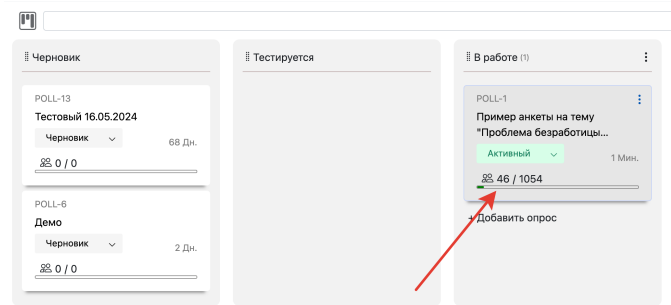 Черновик
POLL-13
Тестовый 16.05.2024
Черновик
68 Дн.
0 / 0
POLL-6
Демо
Черновик
2 Дн.
0 / 0
Тестируется
В работе (1)
POLL-1
Пример анкеты на тему
"Проблема безработицы...
Активный
1 Мин.
46 / 1054
+ Добавить опрос